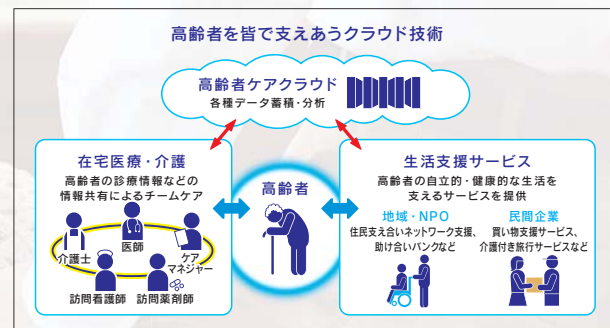 高齢者を皆で支えあうクラウド技術
高齢者ケアクラウド
各種データ蓄積・分析
在宅医療・介護
高齢者の診療情報などの
情報共有によるチームケア
医師
介護士
ケア
マネジャー
訪問看護師
訪問薬剤師
高齢者
生活支援サービス
高齢者の自立的・健康的な生活を
支えるサービスを提供
地域・NPO
住民支え合いネットワーク支援、
助け合いバンクなど
民間企業
買い物支援サービス、
介護付き旅行サービスなど